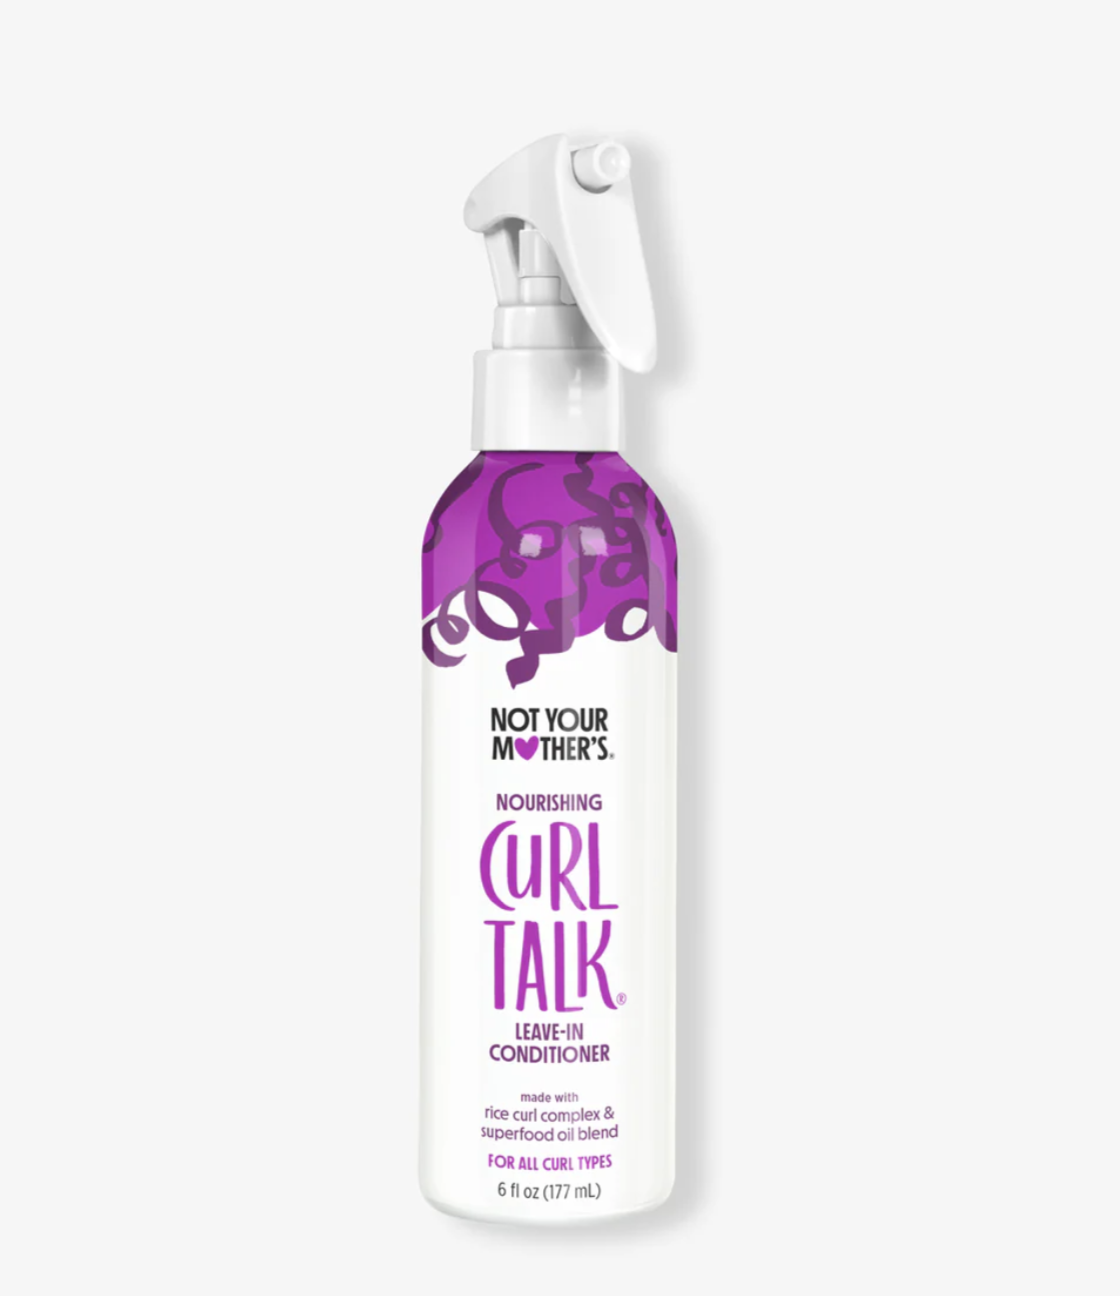 NOT YOUR
MOTHER'S®
NOURISHING
CURL
TALK®
LEAVE-IN
CONDITIONER
made with
rice curl complex &
superfood oil blend
FOR ALL CURL TYPES
6 fl oz (177 mL)